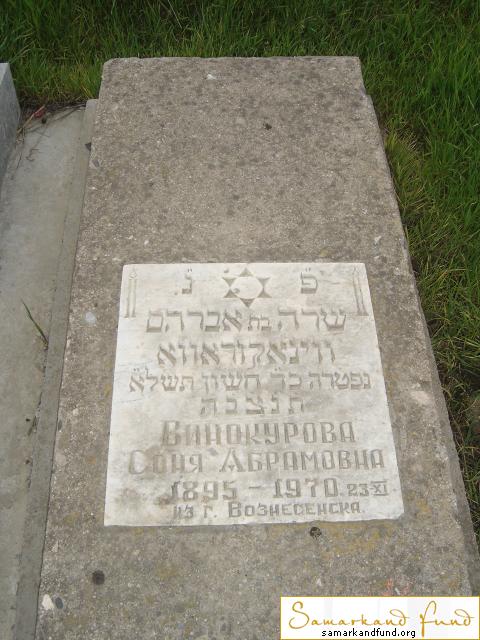 פ נ
שרה בת אברהם
ווינאקוראווא
נפטרה כד חשון תשלא
תנצבה
Винокурова
Соня Абрамовна
1895 - 1970. 23 XI
из г. Вознесенска.
Samarkand Fund
samarkandfund.org